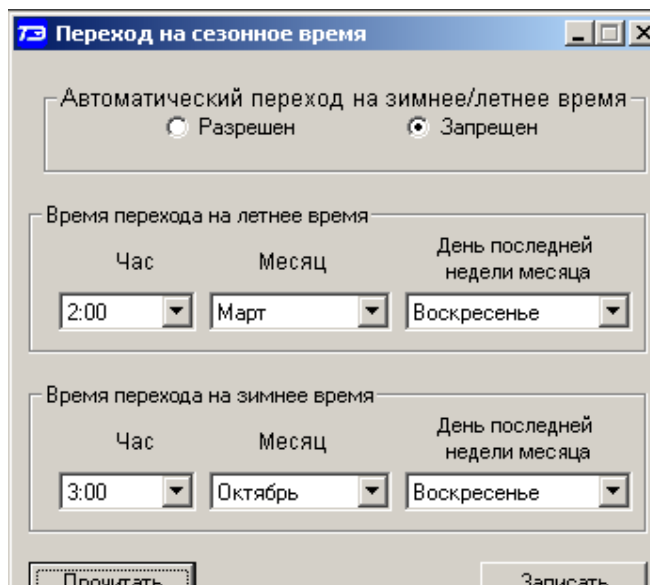 ТЭ Переход на сезонное время
Автоматический переход на зимнее/летнее время
Разрешен Запрещен
Время перехода на летнее время
Час Месяц День последней
недели месяца
2:00 Март Воскресенье
Время перехода на зимнее время
Час Месяц День последней
недели месяца
3:00 Октябрь Воскресенье
Прочитать Записать